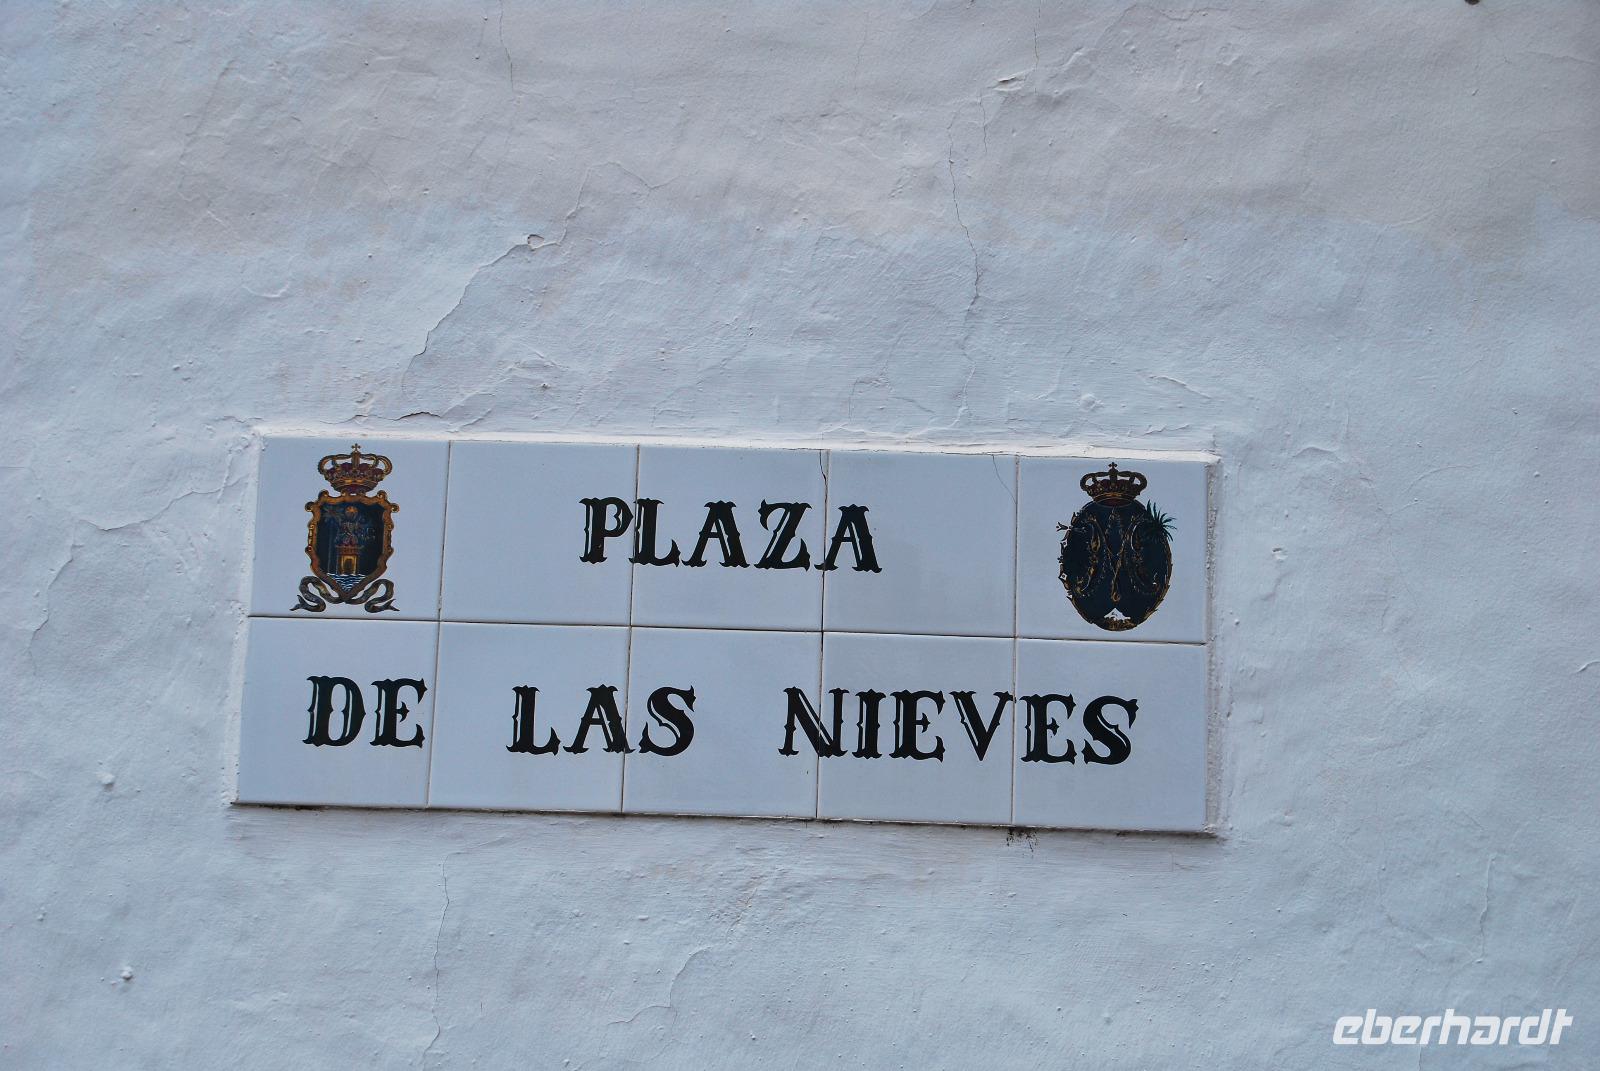 PLAZA
DE LAS NIEVES
eberhardt